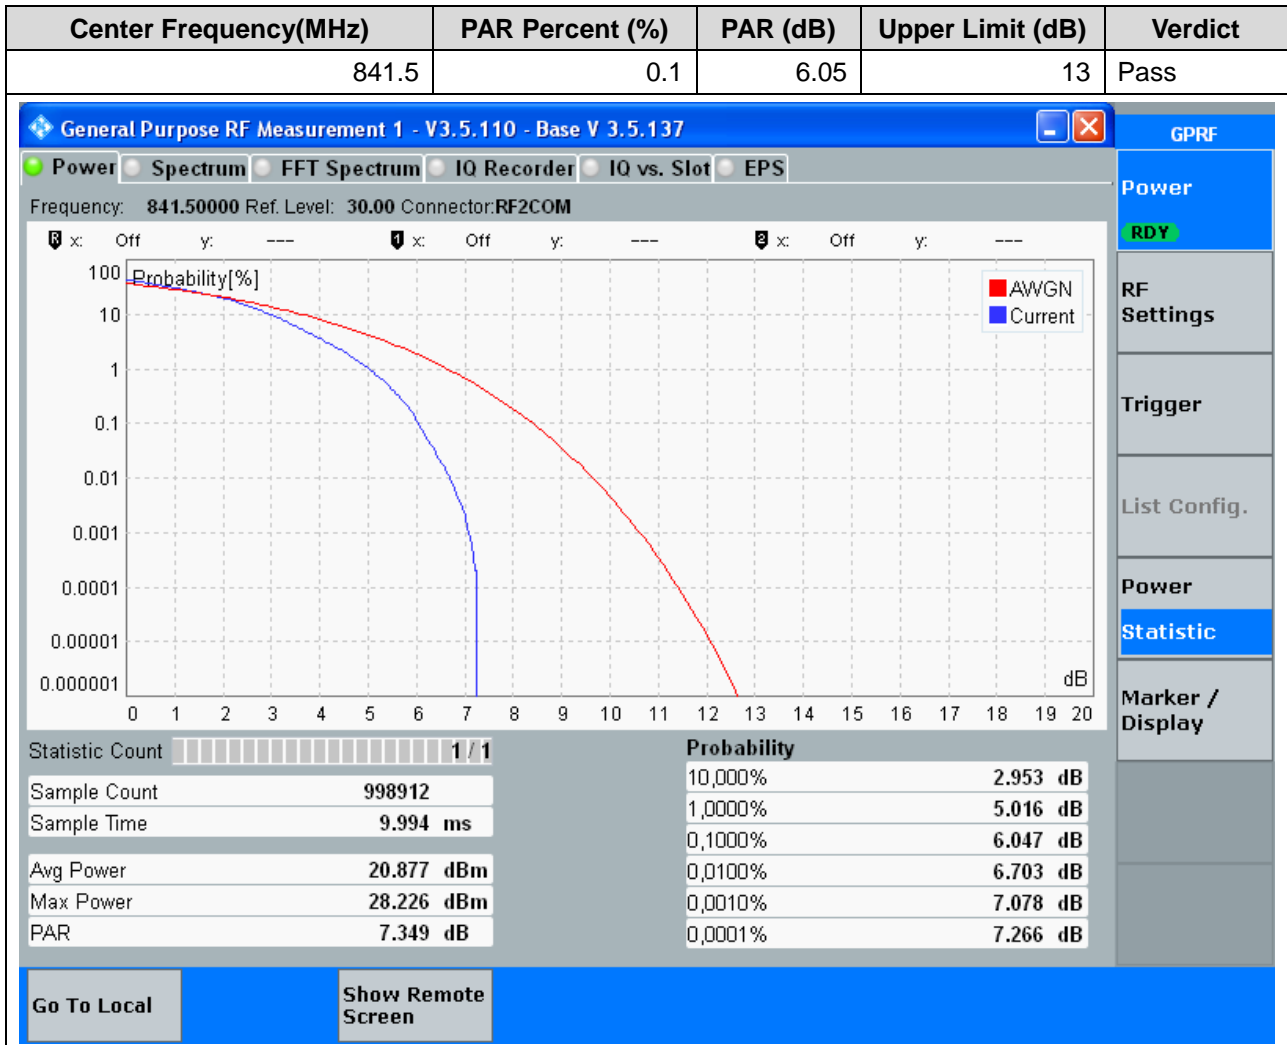 Center Frequency(MHz) PAR Percent (%) PAR (dB) Upper Limit (dB) Verdict
841.5 0.1 6.05 13 Pass
General Purpose RF Measurement 1 - V3.5.110 - Base V 3.5.137
GPRF
Power Spectrum FFT Spectrum IQ Recorder IQ vs. Slot EPS
Frequency: 841.50000 Ref. Level: 30.00 Connector:RF2COM
R x: Off y: --- 1 x: Off y: --- 2 x: Off y: ---
Probability[%]
AWGN
Current
100
10
1
0.1
0.01
0.001
0.0001
0.00001
0.000001
dB
0 1 2 3 4 5 6 7 8 9 10 11 12 13 14 15 16 17 18 19 20
Statistic Count 1 / 1
Sample Count 998912
Sample Time 9.994 ms
Avg Power 20.877 dBm
Max Power 28.226 dBm
PAR 7.349 dB
Probability
10,000% 2.953 dB
1,0000% 5.016 dB
0,1000% 6.047 dB
0,0100% 6.703 dB
0,0010% 7.078 dB
0,0001% 7.266 dB
Power
RDY
RF
Settings
Trigger
List Config.
Power
Statistic
Marker /
Display
Go To Local
Show Remote
Screen